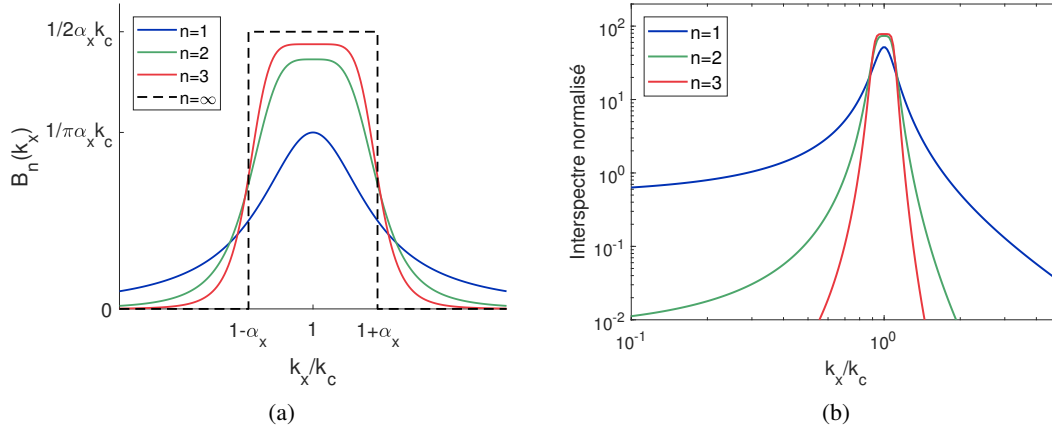 1/2α_x k_c
n=1
n=2
n=3
n=∞
1/πα_x k_c
B_n(k_x)
0
1-α_x 1 1+α_x
k_x/k_c
(a)
10^2
n=1
n=2
n=3
10^1
Interspectre normalisé
10^0
10^-1
10^-2
10^-1 10^0
k_x/k_c
(b)